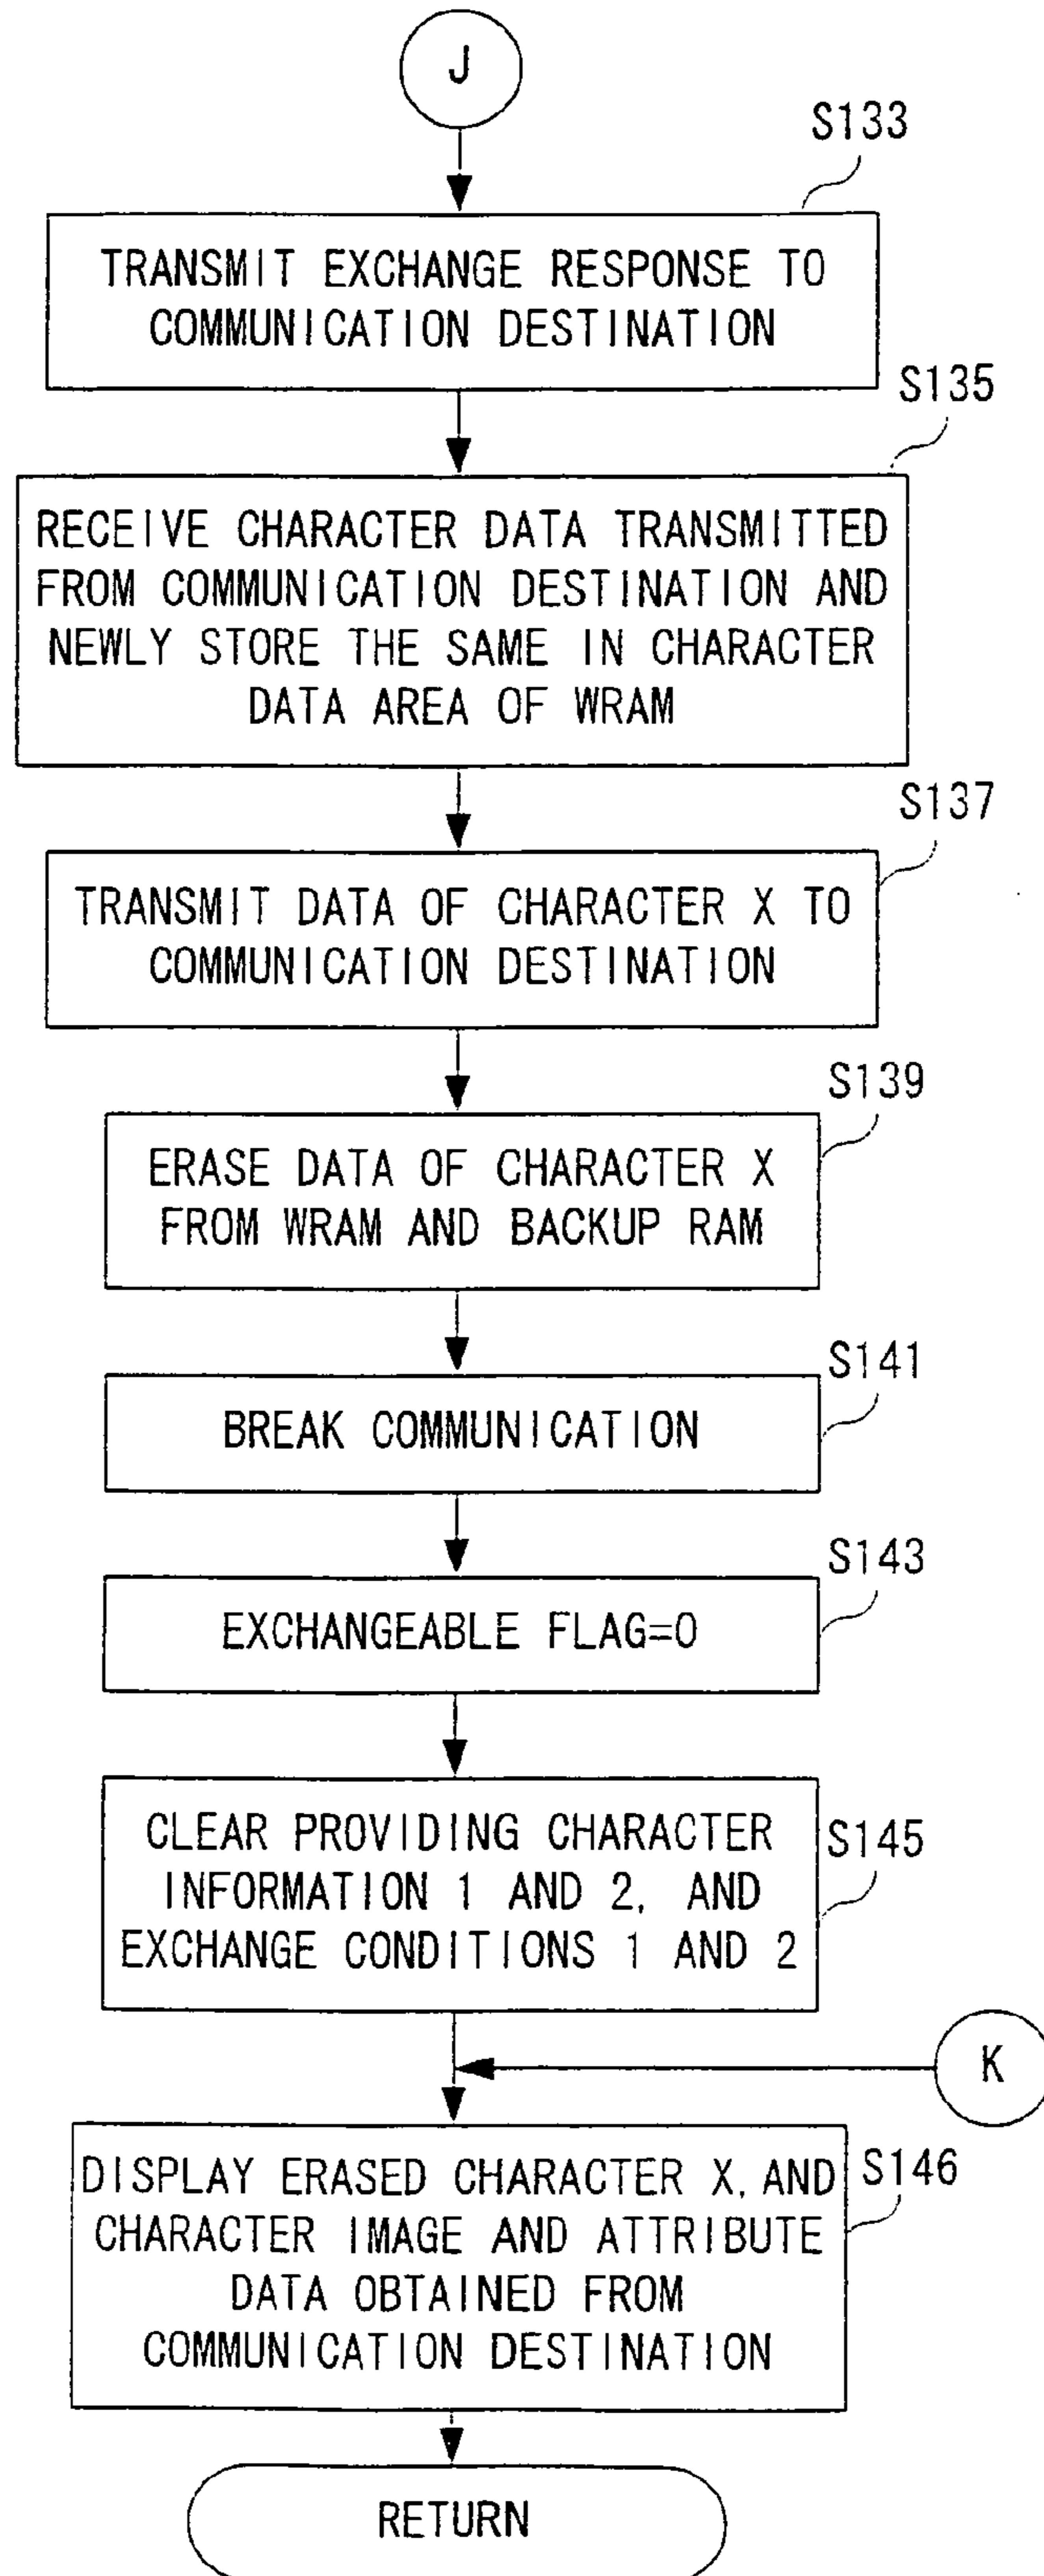 J
S133
TRANSMIT EXCHANGE RESPONSE TO
COMMUNICATION DESTINATION
S135
RECEIVE CHARACTER DATA TRANSMITTED
FROM COMMUNICATION DESTINATION AND
NEWLY STORE THE SAME IN CHARACTER
DATA AREA OF WRAM
S137
TRANSMIT DATA OF CHARACTER X TO
COMMUNICATION DESTINATION
S139
ERASE DATA OF CHARACTER X
FROM WRAM AND BACKUP RAM
S141
BREAK COMMUNICATION
S143
EXCHANGEABLE FLAG=0
S145
CLEAR PROVIDING CHARACTER
INFORMATION 1 AND 2, AND
EXCHANGE CONDITIONS 1 AND 2
K
S146
DISPLAY ERASED CHARACTER X, AND
CHARACTER IMAGE AND ATTRIBUTE
DATA OBTAINED FROM
COMMUNICATION DESTINATION
RETURN